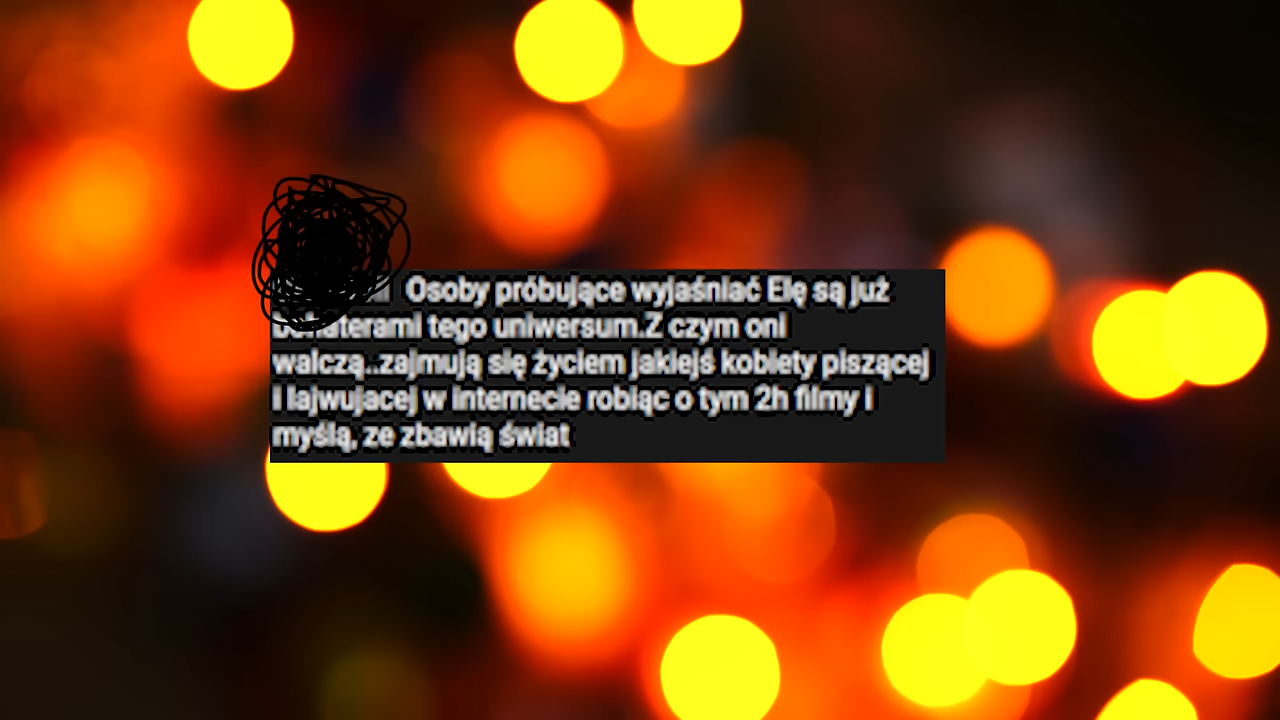 Osoby próbujące wyjaśniać Elę są już
bohaterami tego uniwersum.Z czym oni
walczą..zajmują się życiem jakiejś kobiety piszącej
i lajwujacej w internecie robiąc o tym 2h filmy i
myślą, ze zbawią świat